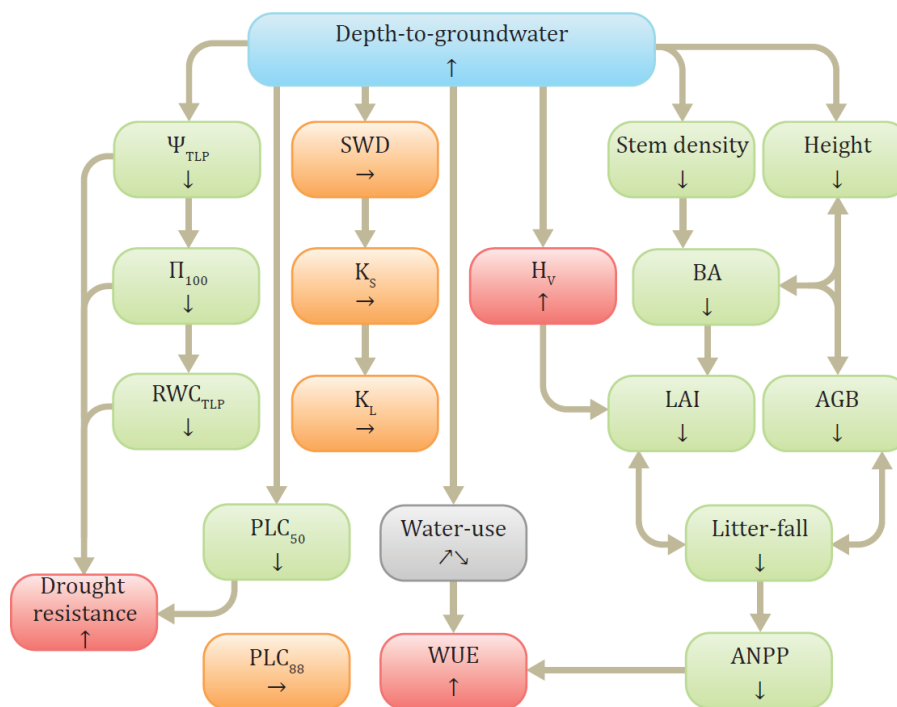 Depth-to-groundwater
↑
Ψ_TLP
↓
SWD
→
Stem density
↓
Height
↓
Π_100
↓
K_S
→
H_V
↑
BA
↓
RWC_TLP
↓
K_L
→
LAI
↓
AGB
↓
PLC_50
↓
Water-use
↗↘
Litter-fall
↓
Drought
resistance
↑
PLC_88
→
WUE
↑
ANPP
↓